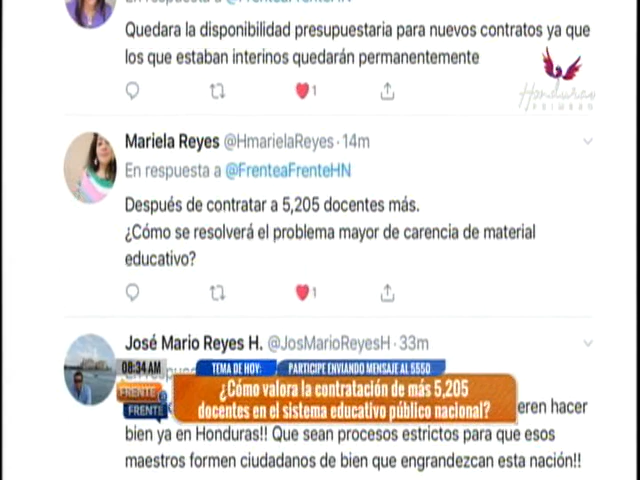 En respuesta a @FrenteaFrenteHN
Quedara la disponibilidad presupuestaria para nuevos contratos ya que
los que estaban interinos quedarán permanentemente
1
Honduras
Mariela Reyes @HmarielaReyes · 14m
En respuesta a @FrenteaFrenteHN
Después de contratar a 5,205 docentes más.
¿Cómo se resolverá el problema mayor de carencia de material
educativo?
1
José Mario Reyes H. @JosMarioReyesH · 33m
08:34 AM
TEMA DE HOY:
PARTICIPE ENVIANDO MENSAJE AL 5550
FRENTE a
FRENTE
¿Cómo valora la contratación de más 5,205
docentes en el sistema educativo público nacional?
eren hacer
bien ya en Honduras!! Que sean procesos estrictos para que esos
maestros formen ciudadanos de bien que engrandezcan esta nación!!